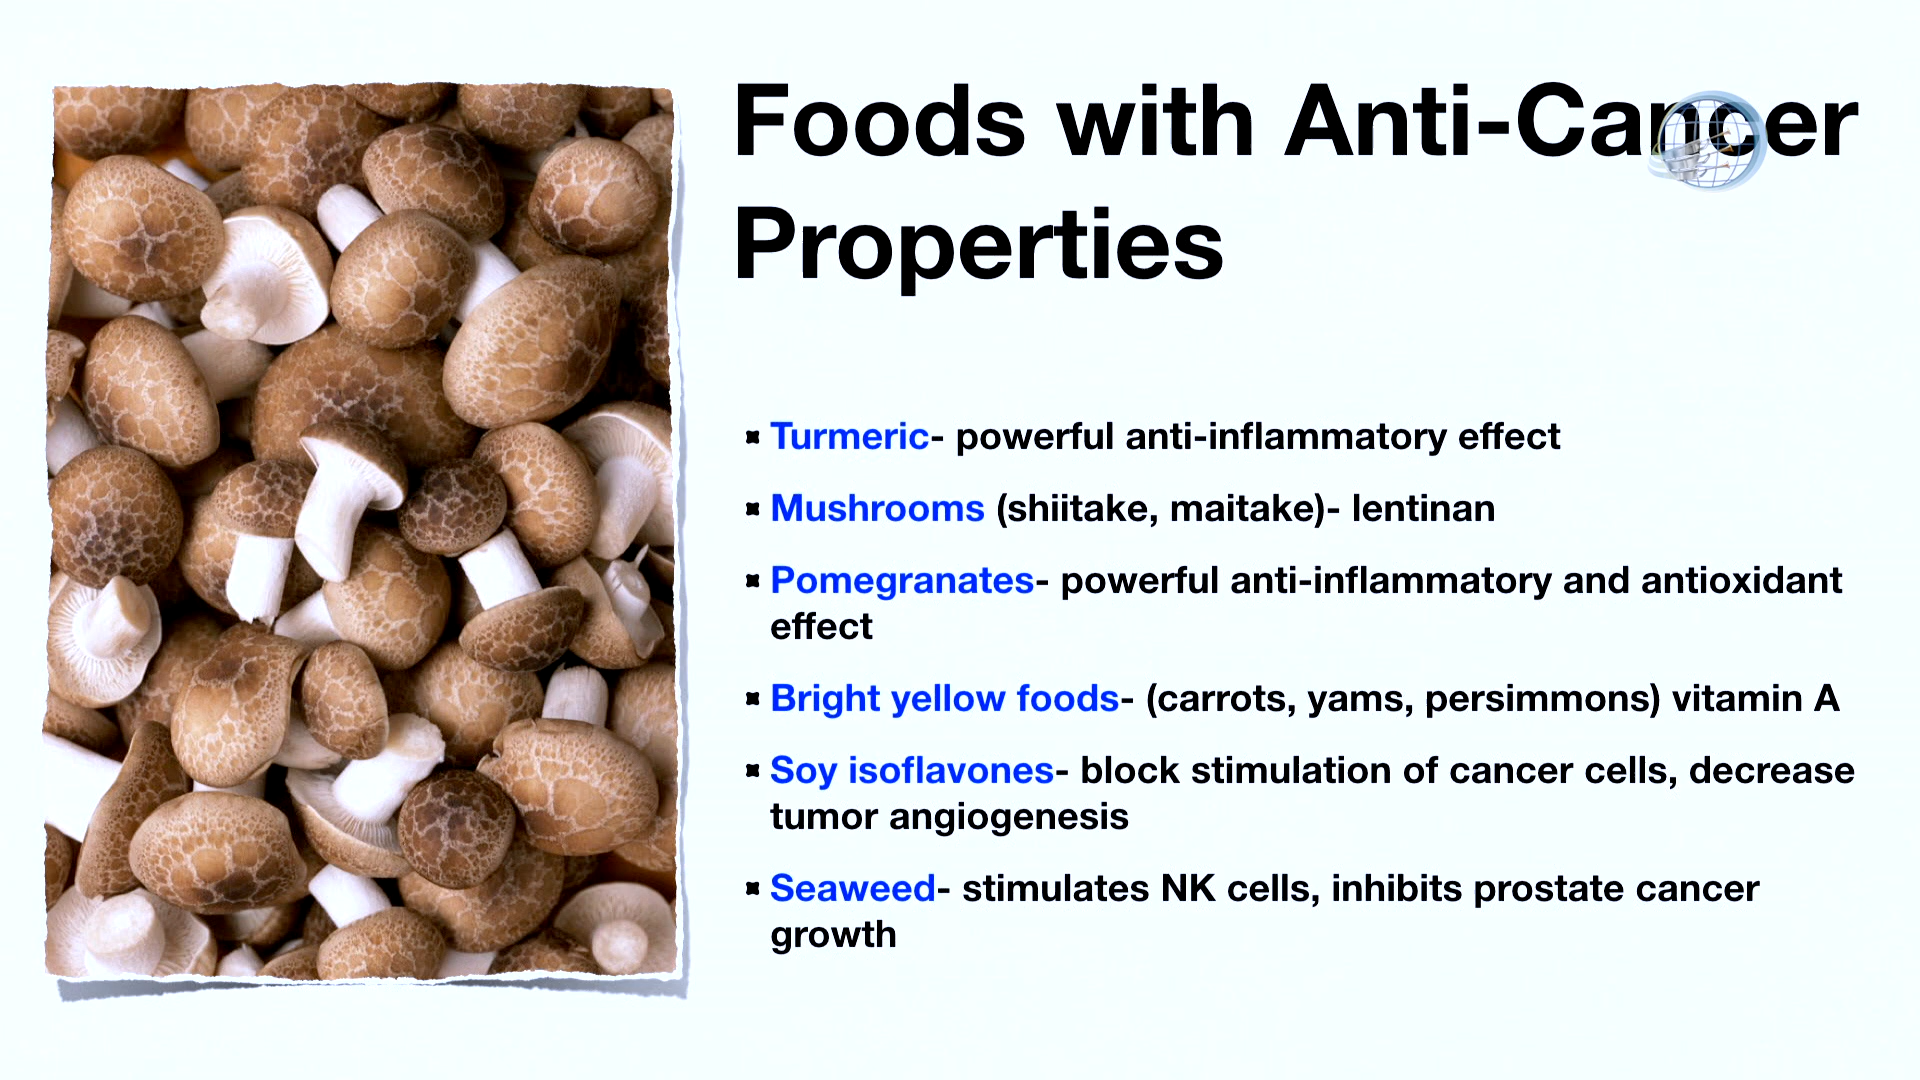 Foods with Anti-Cancer
Properties
Turmeric- powerful anti-inflammatory effect
Mushrooms (shiitake, maitake)- lentinan
Pomegranates- powerful anti-inflammatory and antioxidant
effect
Bright yellow foods- (carrots, yams, persimmons) vitamin A
Soy isoflavones- block stimulation of cancer cells, decrease
tumor angiogenesis
Seaweed- stimulates NK cells, inhibits prostate cancer
growth